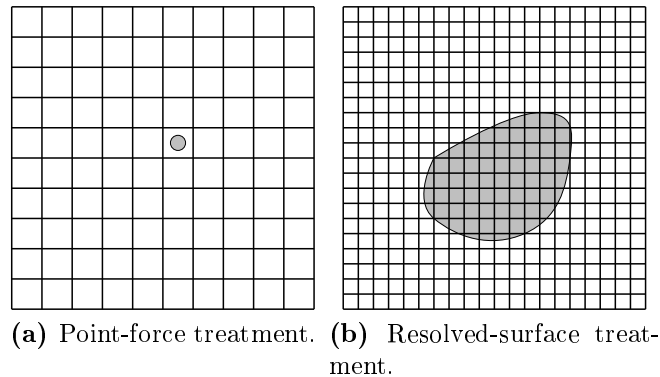 (a) Point-force treatment.
(b) Resolved-surface treat-
ment.